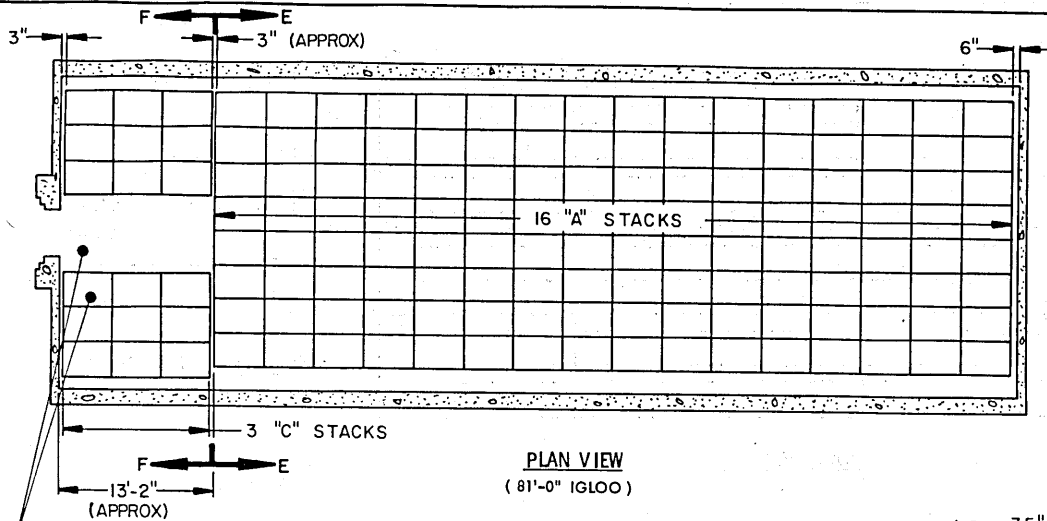 F E
3" 3" (APPROX) 6"
16 "A" STACKS
3 "C" STACKS
F E
13'-2"
(APPROX)
PLAN VIEW
(81'-0" IGLOO)